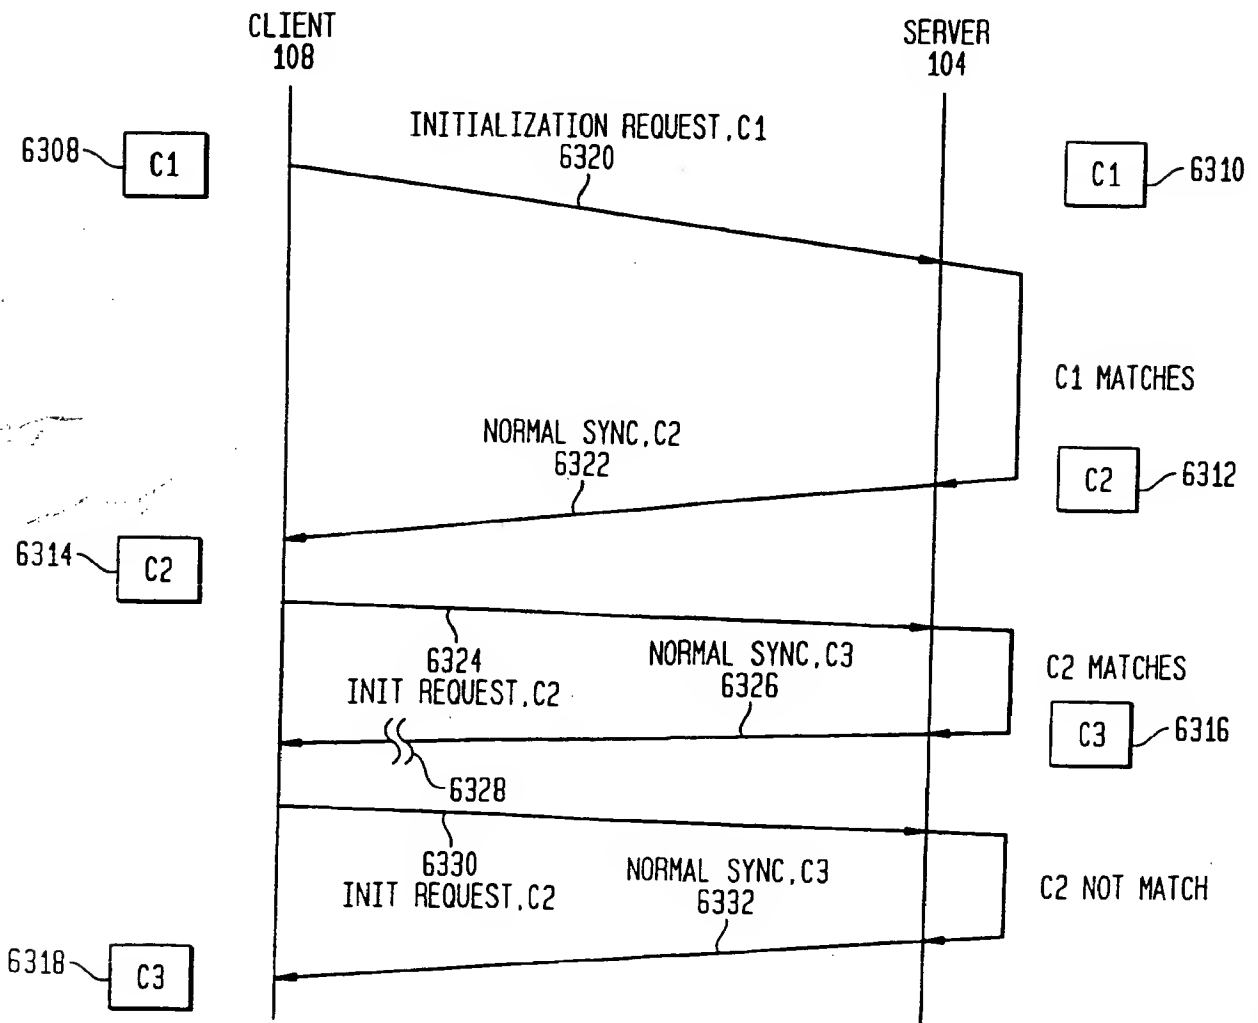 CLIENT
108
SERVER
104
INITIALIZATION REQUEST,C1
6320
6308
C1
C1
6310
C1 MATCHES
NORMAL SYNC,C2
6322
C2
6312
6314
C2
6324
INIT REQUEST,C2
NORMAL SYNC,C3
6326
C2 MATCHES
C3
6316
6328
6330
INIT REQUEST,C2
NORMAL SYNC,C3
6332
C2 NOT MATCH
6318
C3